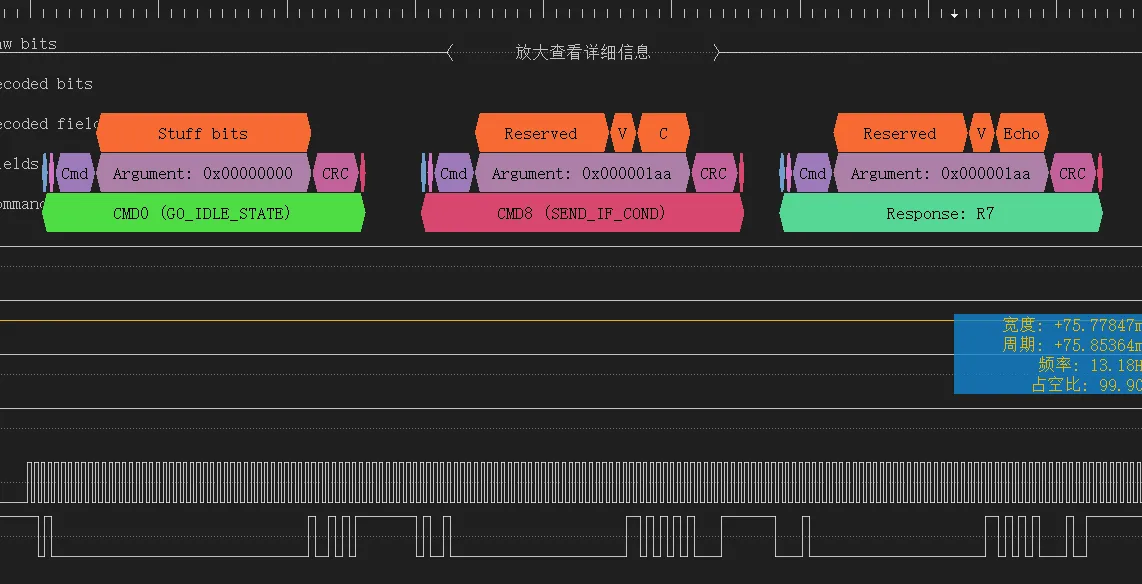 aw bits
放大查看详细信息
ecoded bits
ecoded field
Stuff bits
Reserved V C
Reserved V Echo
ields
Cmd Argument: 0x00000000 CRC
Cmd Argument: 0x000001aa CRC
Cmd Argument: 0x000001aa CRC
ommand
CMD0 (GO_IDLE_STATE)
CMD8 (SEND_IF_COND)
Response: R7
宽度: +75.77847m
周期: +75.85364m
频率: 13.18H
占空比: 99.90